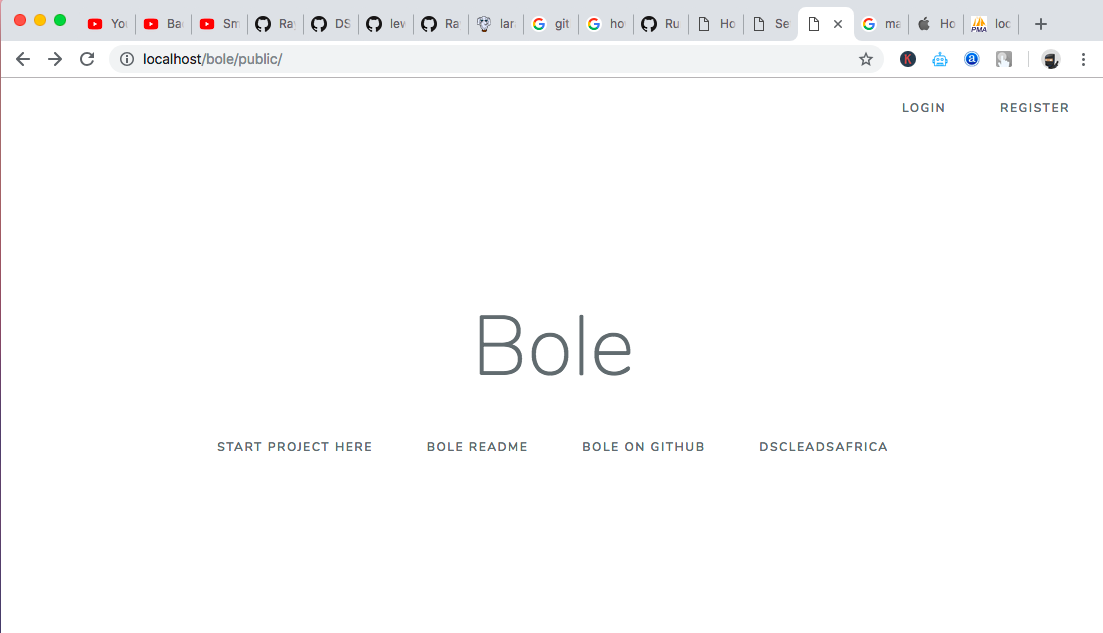 You Ba Sm Ra DS lev Ra lar git ho Ru Ho Se ma Ho loc
localhost/bole/public/
LOGIN REGISTER
Bole
START PROJECT HERE BOLE README BOLE ON GITHUB DSCLEADSAFRICA